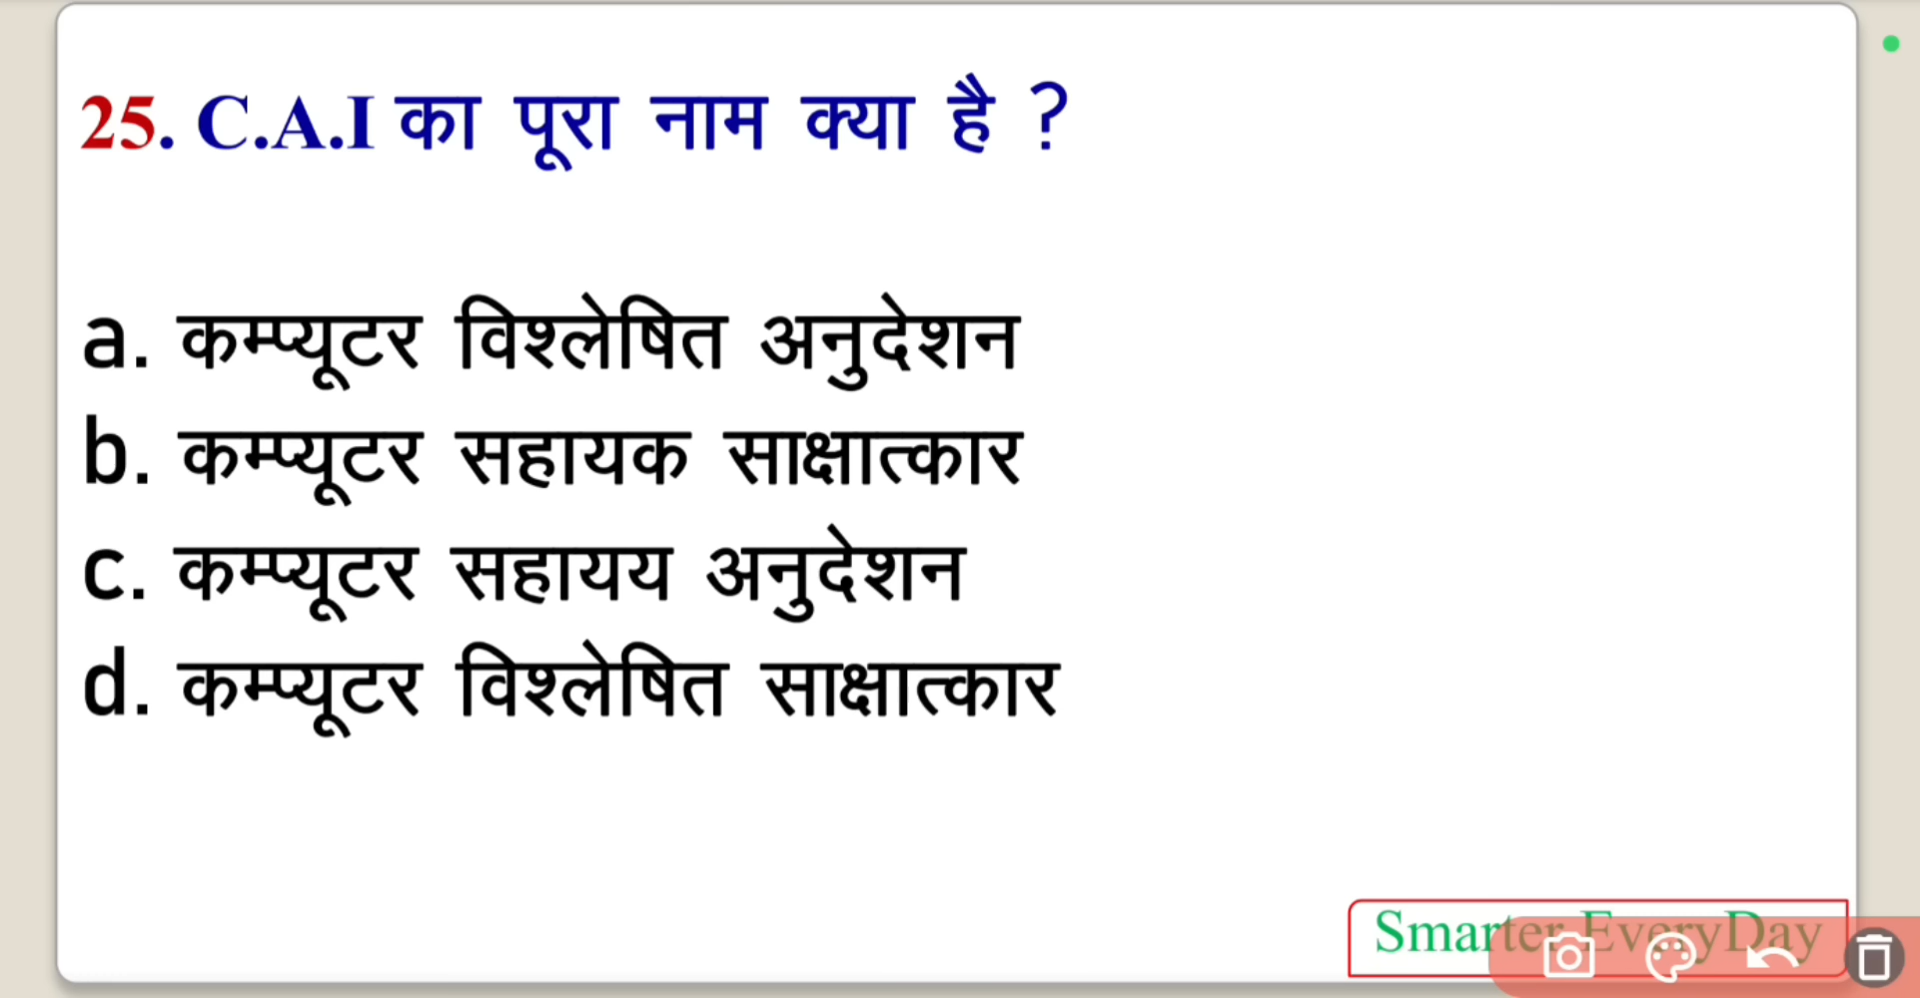 25. C.A.I का पूरा नाम क्या है ?
a. कम्प्यूटर विश्लेषित अनुदेशन
b. कम्प्यूटर सहायक साक्षात्कार
c. कम्प्यूटर सहायय अनुदेशन
d. कम्प्यूटर विश्लेषित साक्षात्कार
Smarter EveryDay